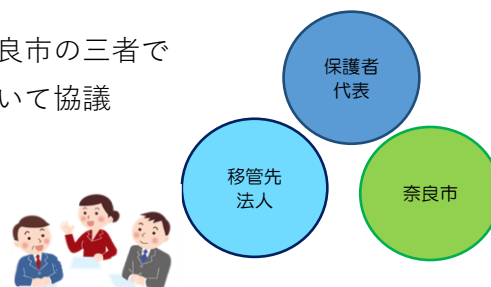 良市の三者で
いて協議
保護者
代表
移管先
法人
奈良市